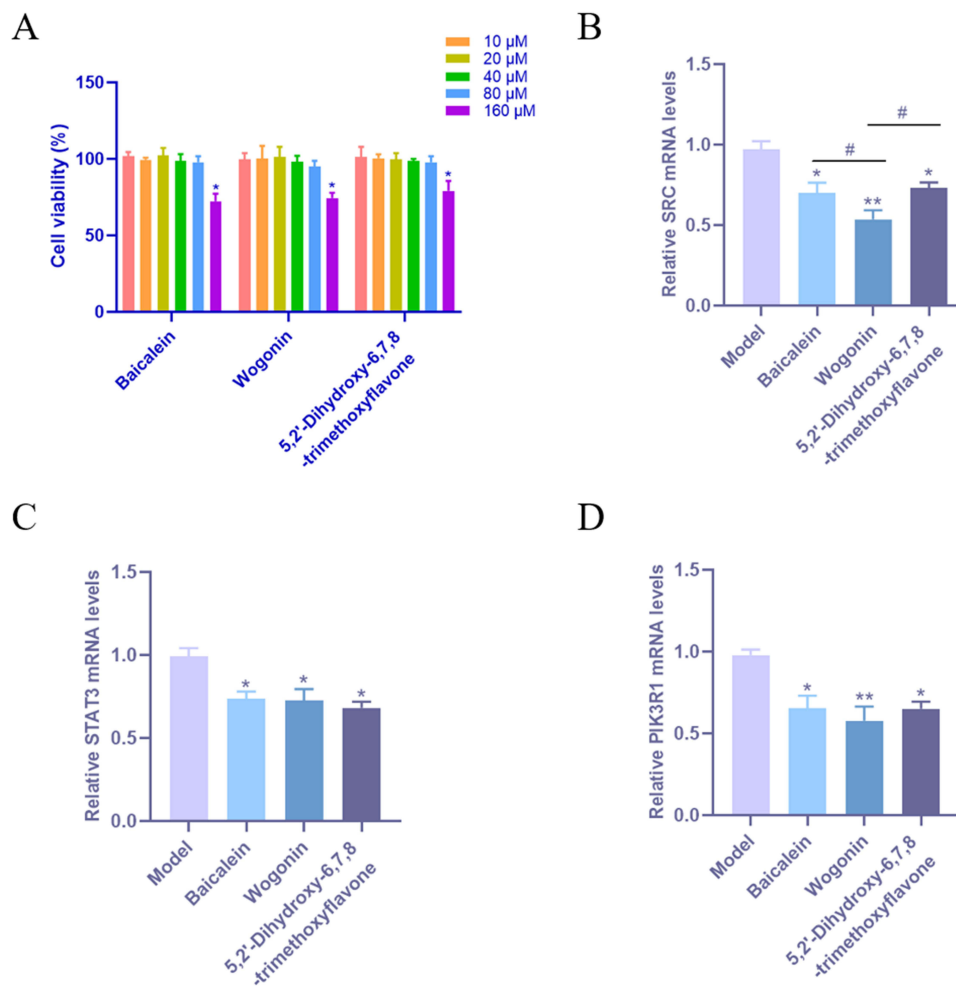 A
10 µM
20 µM
40 µM
80 µM
160 µM
Cell viability (%)
150
100
50
0
*
*
*
Baicalein
Wogonin
5,2'-Dihydroxy-6,7,8
-trimethoxyflavone
B
Relative SRC mRNA levels
1.5
1.0
0.5
0.0
#
#
*
**
*
Model
Baicalein
Wogonin
5,2'-Dihydroxy-6,7,8
-trimethoxyflavone
C
Relative STAT3 mRNA levels
1.5
1.0
0.5
0.0
*
*
*
Model
Baicalein
Wogonin
5,2'-Dihydroxy-6,7,8
-trimethoxyflavone
D
Relative PIK3R1 mRNA levels
1.5
1.0
0.5
0.0
*
**
*
Model
Baicalein
Wogonin
5,2'-Dihydroxy-6,7,8
-trimethoxyflavone